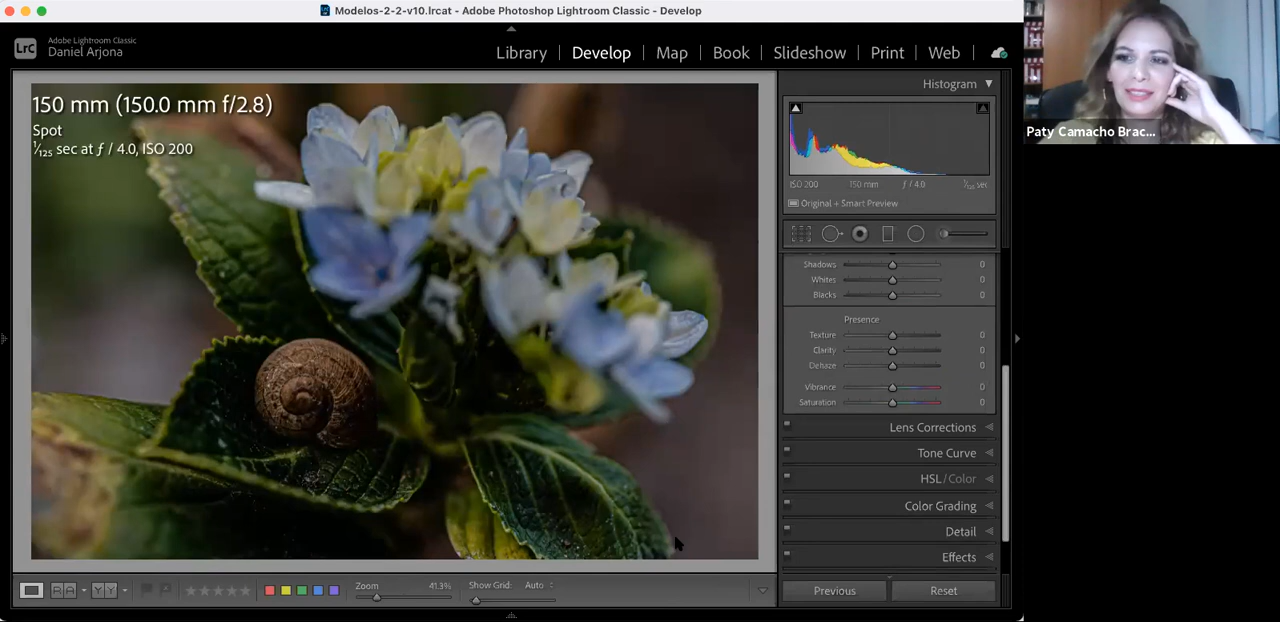 Modelos-2-2-v10.lrcat - Adobe Photoshop Lightroom Classic - Develop
LrC
Adobe Lightroom Classic
Daniel Arjona
Library | Develop | Map | Book | Slideshow | Print | Web |
150 mm (150.0 mm f/2.8)
Spot
1/125 sec at ƒ / 4.0, ISO 200
Histogram
ISO 200 150 mm ƒ / 4.0 1/125 sec
Original + Smart Preview
Shadows 0
Whites 0
Blacks 0
Presence
Texture 0
Clarity 0
Dehaze 0
Vibrance 0
Saturation 0
Lens Corrections
Tone Curve
HSL / Color
Color Grading
Detail
Effects
Zoom 41.3% Show Grid: Auto
Previous Reset
Paty Camacho Brac...